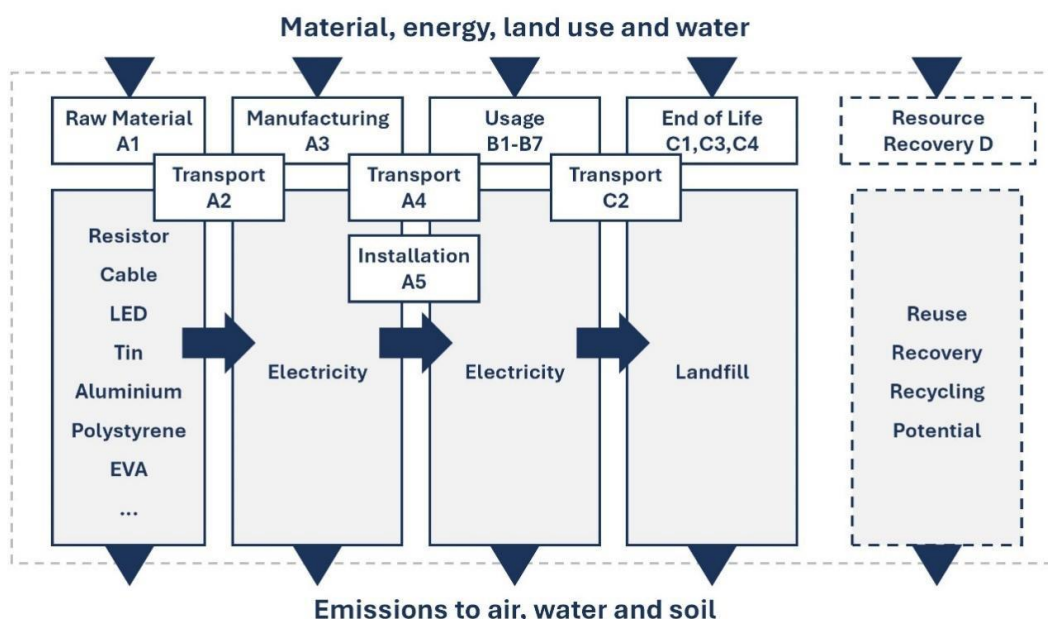 Material, energy, land use and water
Raw Material
A1
Manufacturing
A3
Usage
B1-B7
End of Life
C1,C3,C4
Resource
Recovery D
Transport
A2
Transport
A4
Transport
C2
Installation
A5
Resistor
Cable
LED
Tin
Aluminium
Polystyrene
EVA
...
Electricity
Electricity
Landfill
Reuse
Recovery
Recycling
Potential
Emissions to air, water and soil